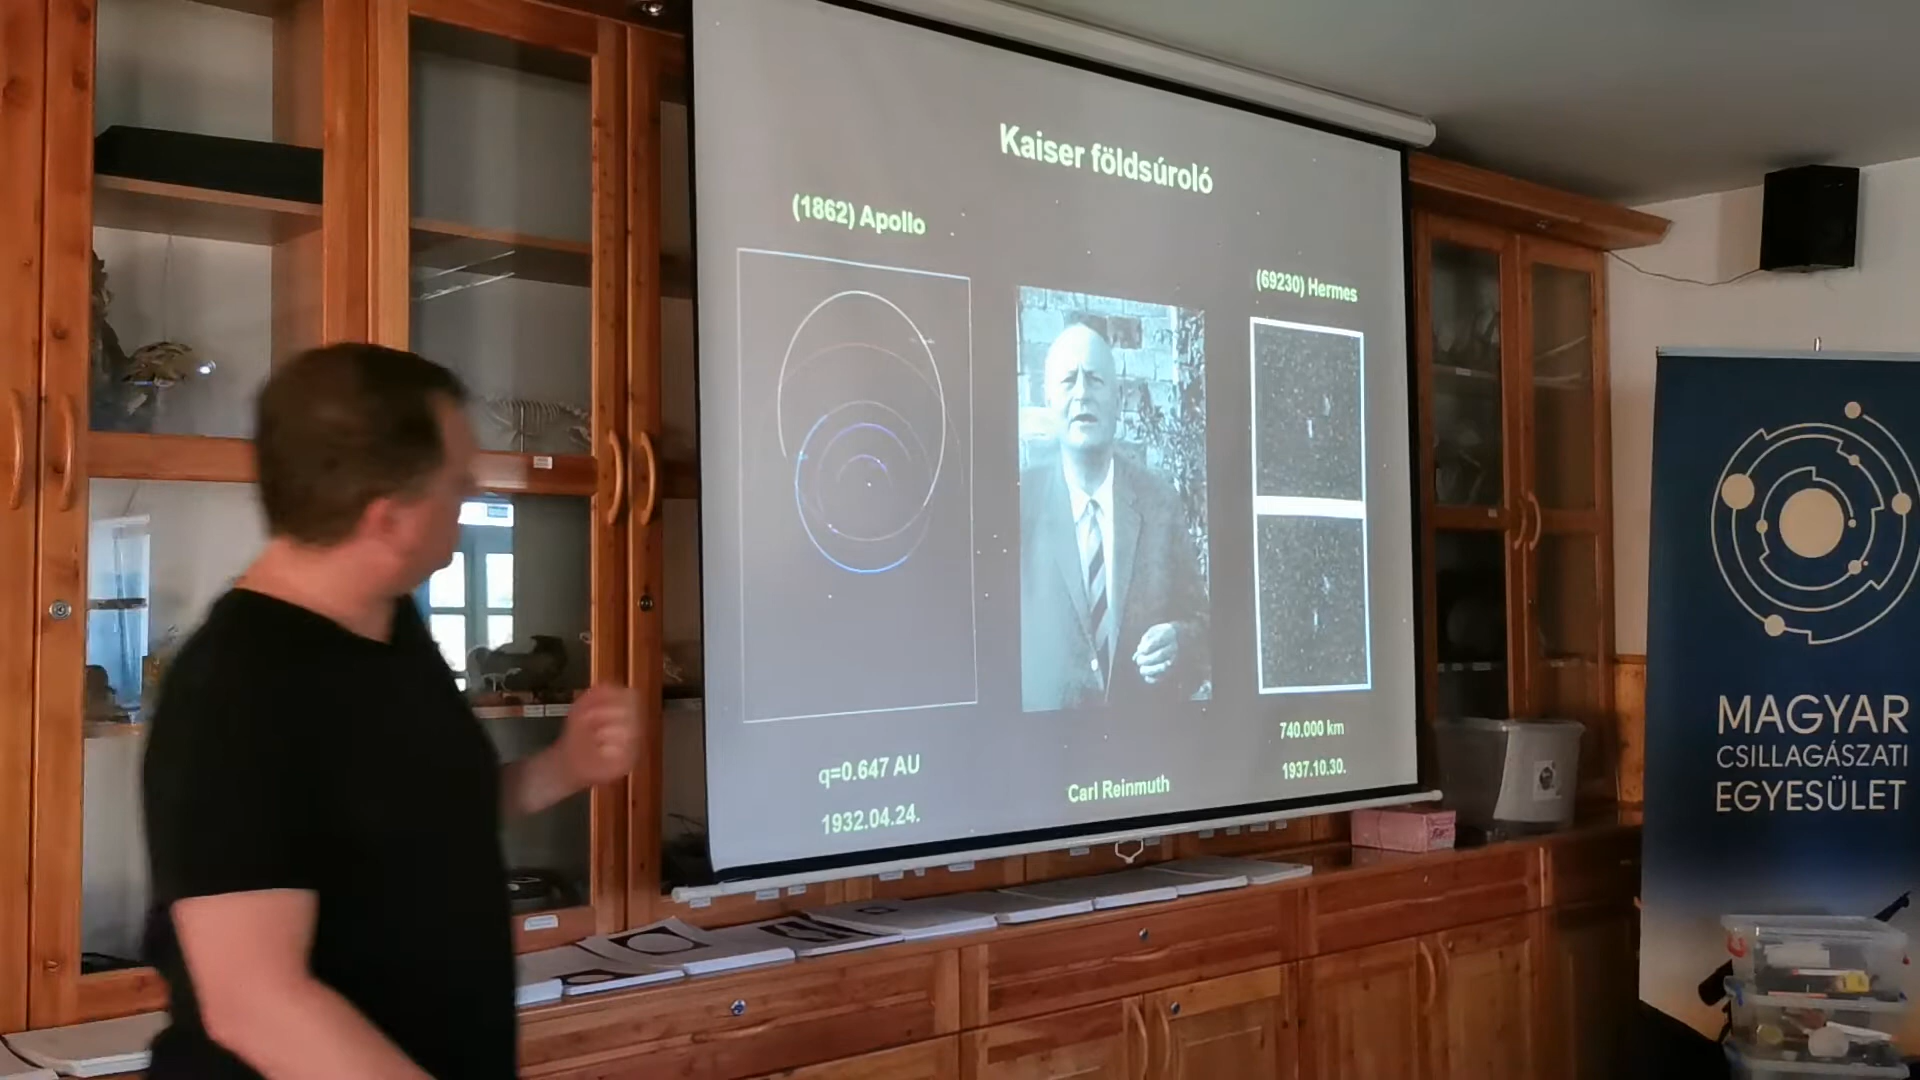 Kaiser földsúroló
(1862) Apollo
(69230) Hermes
q=0.647 AU
1932.04.24.
Carl Reinmuth
740.000 km
1937.10.30.
MAGYAR
CSILLAGÁSZATI
EGYESÜLET